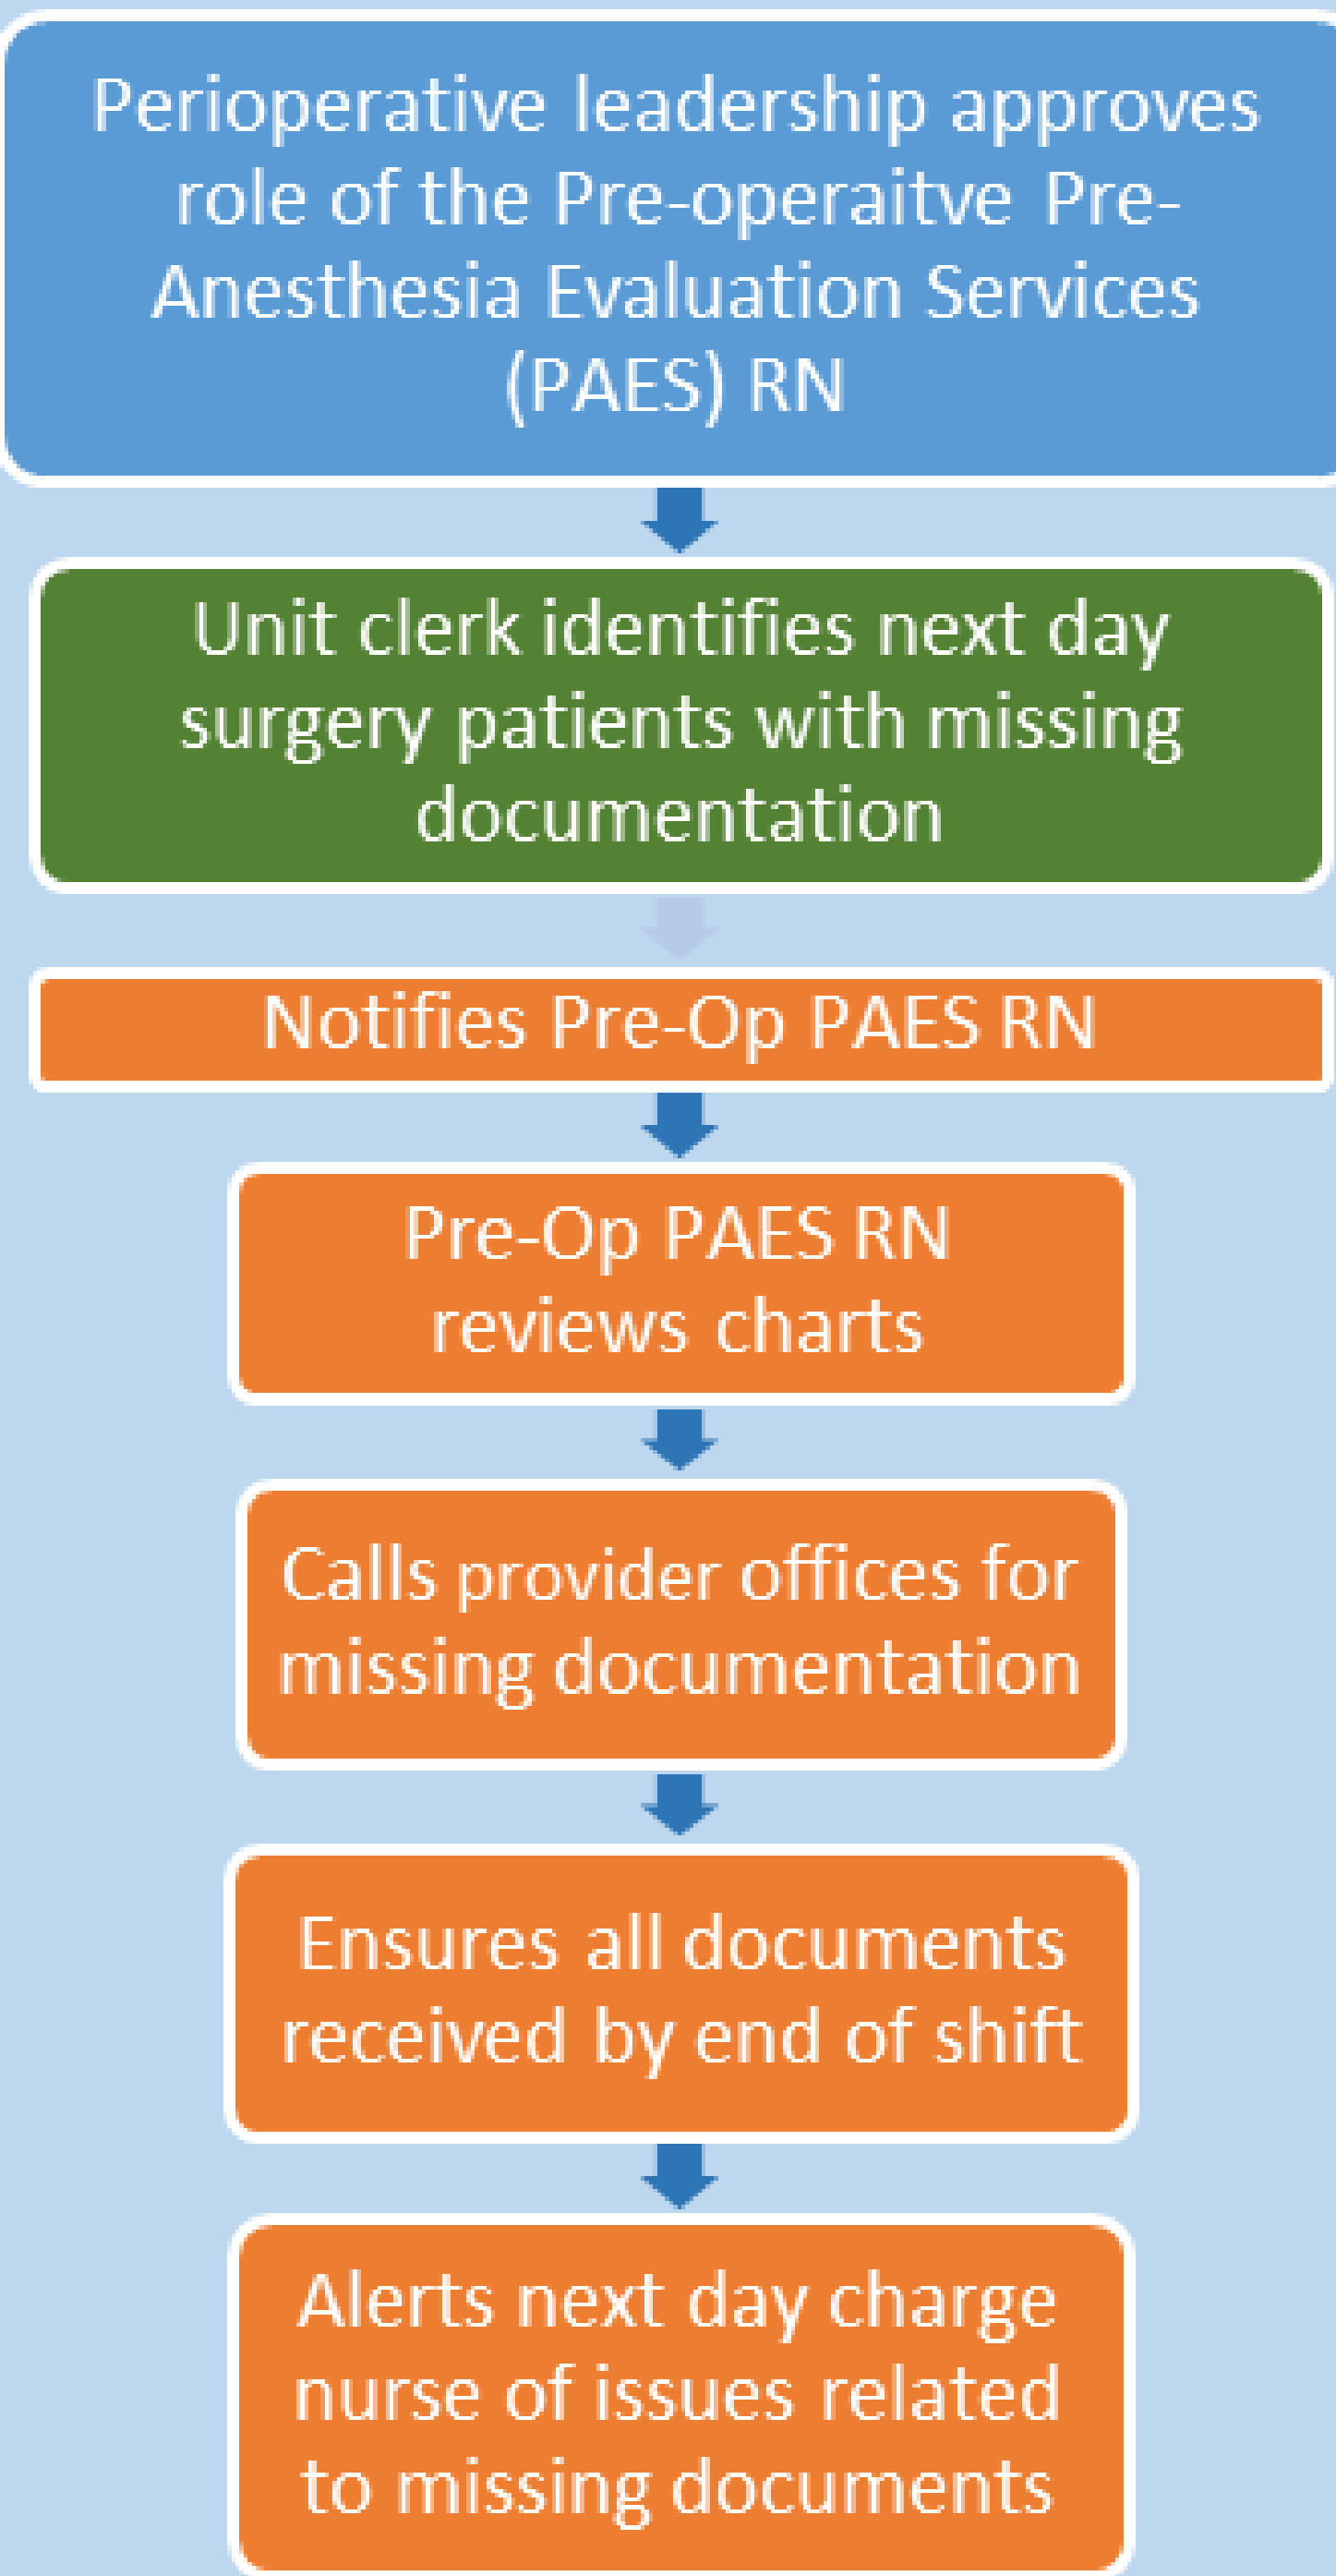 Perioperative leadership approves
role of the Pre-operaitve Pre-
Anesthesia Evaluation Services
(PAES) RN
Unit clerk identifies next day
surgery patients with missing
documentation
Notifies Pre-Op PAES RN
Pre-Op PAES RN
reviews charts
Calls provider offices for
missing documentation
Ensures all documents
received by end of shift
Alerts next day charge
nurse of issues related
to missing documents